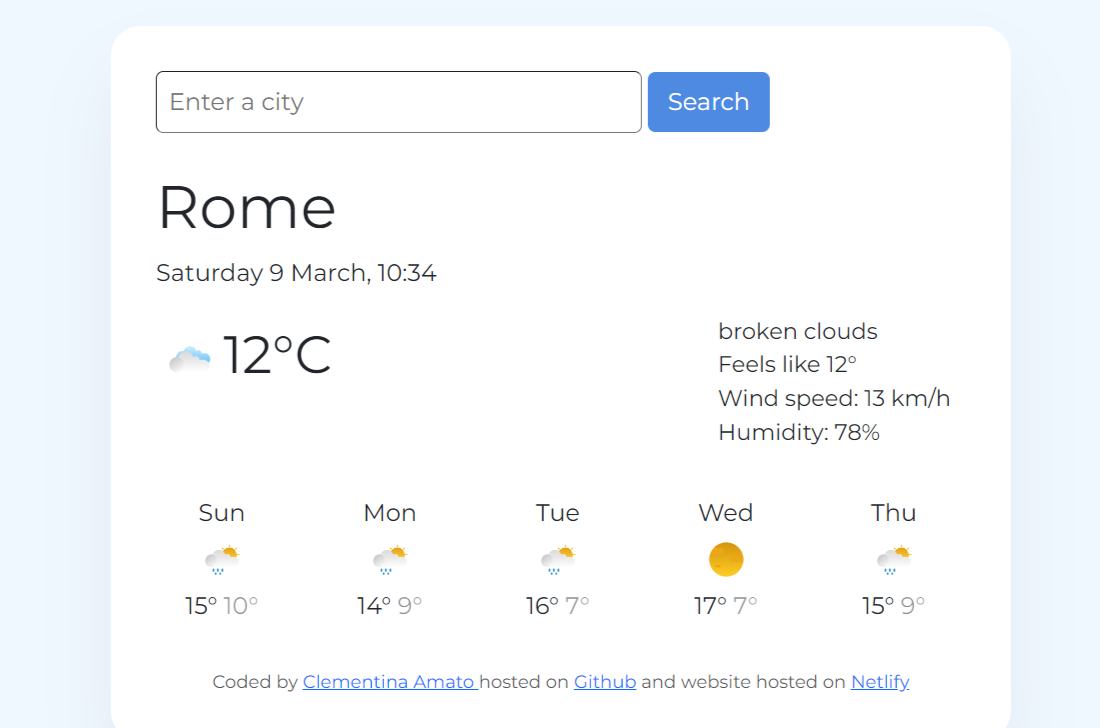 Enter a city
Search
Rome
Saturday 9 March, 10:34
12°C
broken clouds
Feels like 12°
Wind speed: 13 km/h
Humidity: 78%
Sun Mon Tue Wed Thu
15° 10° 14° 9° 16° 7° 17° 7° 15° 9°
Coded by Clementina Amato hosted on Github and website hosted on Netlify